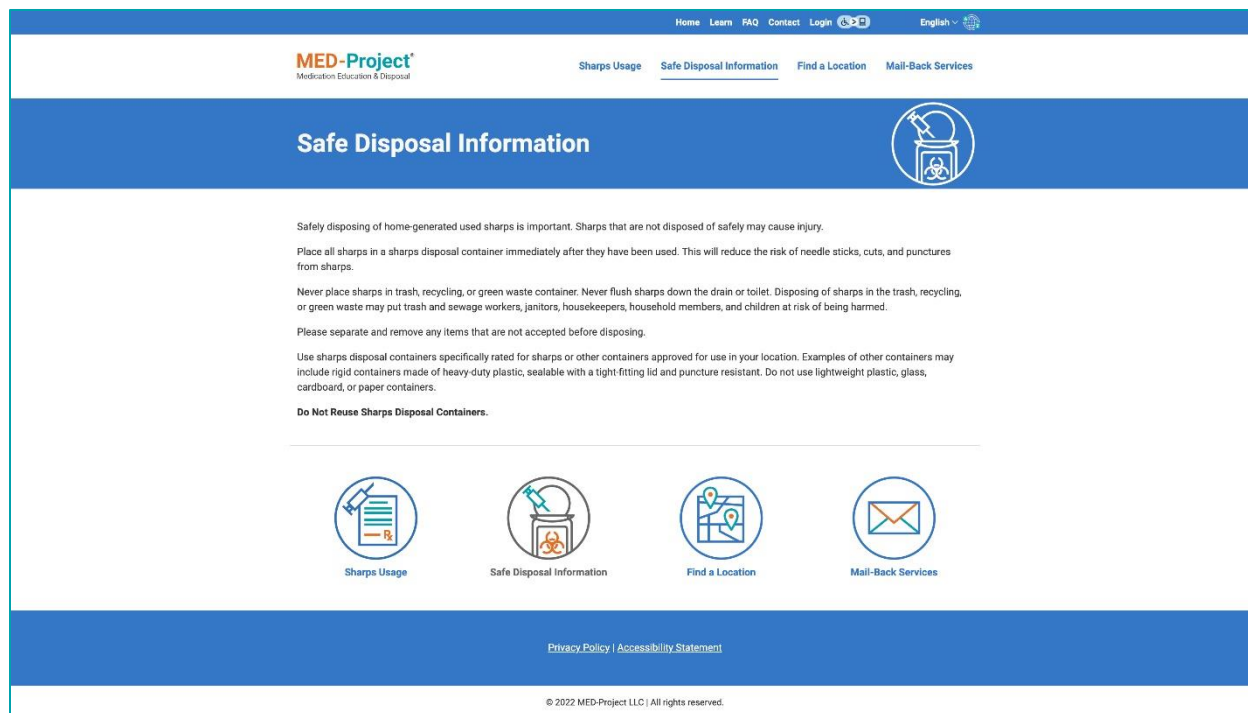 Home Learn FAQ Contact Login English
MED-Project®
Medication Education & Disposal
Sharps Usage Safe Disposal Information Find a Location Mail-Back Services
Safe Disposal Information
Safely disposing of home-generated used sharps is important. Sharps that are not disposed of safely may cause injury.
Place all sharps in a sharps disposal container immediately after they have been used. This will reduce the risk of needle sticks, cuts, and punctures
from sharps.
Never place sharps in trash, recycling, or green waste container. Never flush sharps down the drain or toilet. Disposing of sharps in the trash, recycling,
or green waste may put trash and sewage workers, janitors, housekeepers, household members, and children at risk of being harmed.
Please separate and remove any items that are not accepted before disposing.
Use sharps disposal containers specifically rated for sharps or other containers approved for use in your location. Examples of other containers may
include rigid containers made of heavy-duty plastic, sealable with a tight-fitting lid and puncture resistant. Do not use lightweight plastic, glass,
cardboard, or paper containers.
Do Not Reuse Sharps Disposal Containers.
Rx
Sharps Usage Safe Disposal Information Find a Location Mail-Back Services
Privacy Policy | Accessibility Statement
© 2022 MED-Project LLC | All rights reserved.